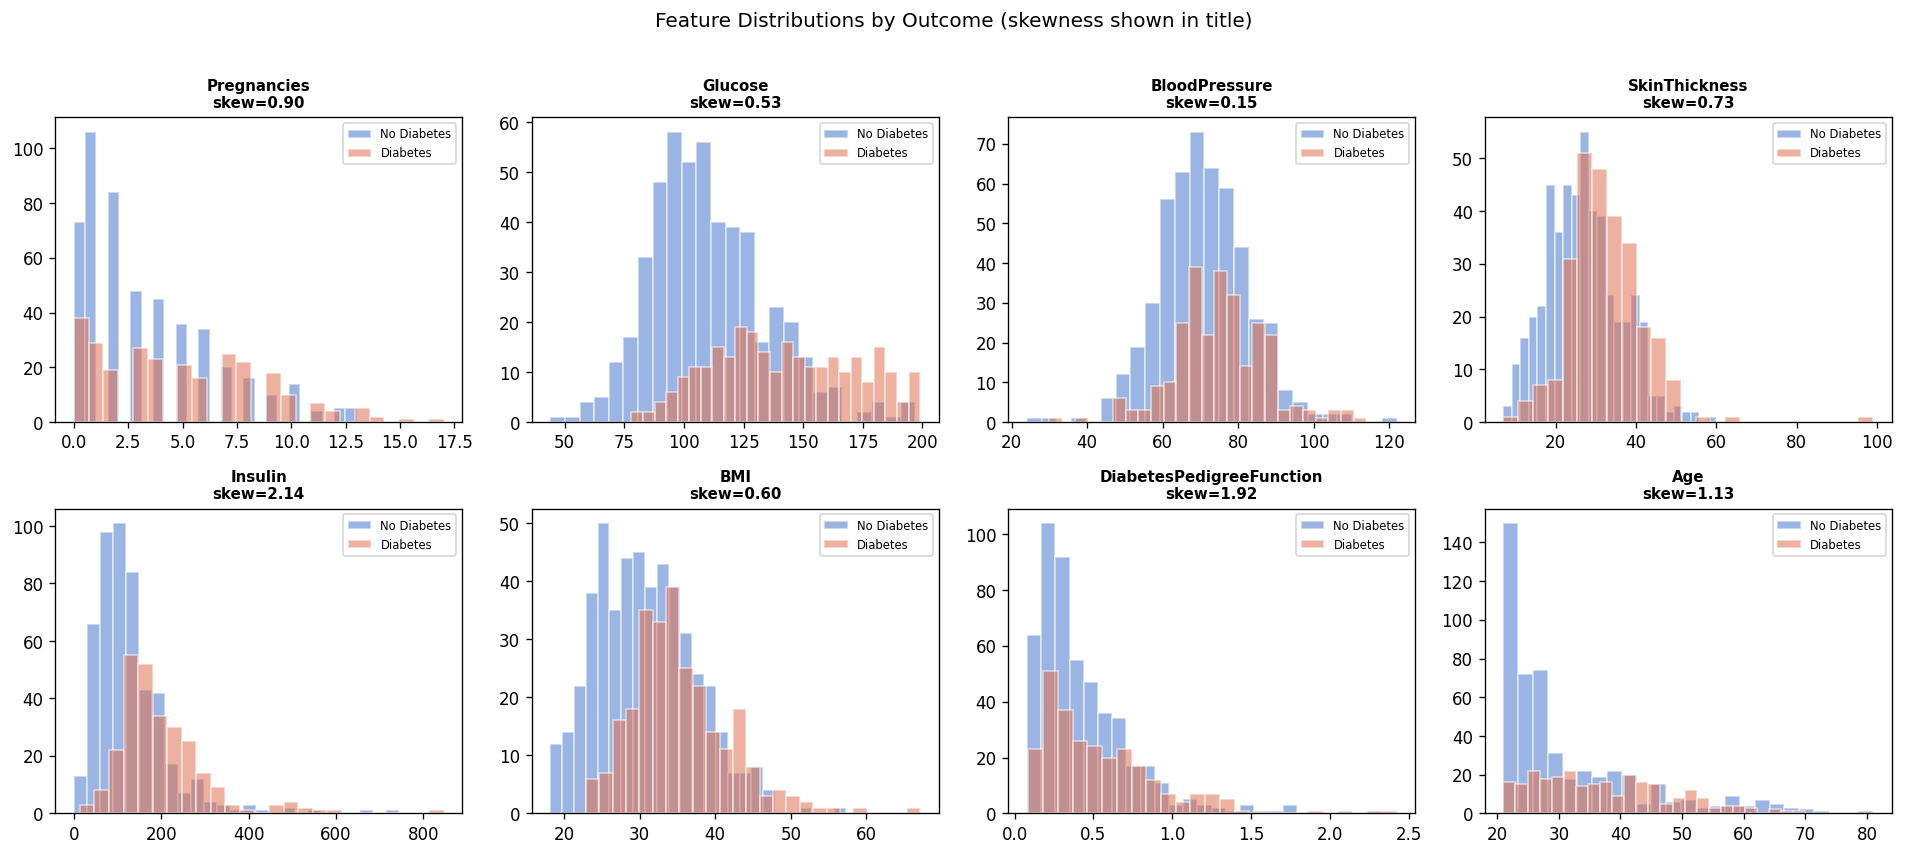 Feature Distributions by Outcome (skewness shown in title)
Pregnancies
skew=0.90
No Diabetes
Diabetes
100
80
60
40
20
0
0.0 2.5 5.0 7.5 10.0 12.5 15.0 17.5
Glucose
skew=0.53
No Diabetes
Diabetes
60
50
40
30
20
10
0
50 75 100 125 150 175 200
BloodPressure
skew=0.15
No Diabetes
Diabetes
70
60
50
40
30
20
10
0
20 40 60 80 100 120
SkinThickness
skew=0.73
No Diabetes
Diabetes
50
40
30
20
10
0
20 40 60 80 100
Insulin
skew=2.14
No Diabetes
Diabetes
100
80
60
40
20
0
0 200 400 600 800
BMI
skew=0.60
No Diabetes
Diabetes
50
40
30
20
10
0
20 30 40 50 60
DiabetesPedigreeFunction
skew=1.92
No Diabetes
Diabetes
100
80
60
40
20
0
0.0 0.5 1.0 1.5 2.0 2.5
Age
skew=1.13
No Diabetes
Diabetes
140
120
100
80
60
40
20
0
20 30 40 50 60 70 80